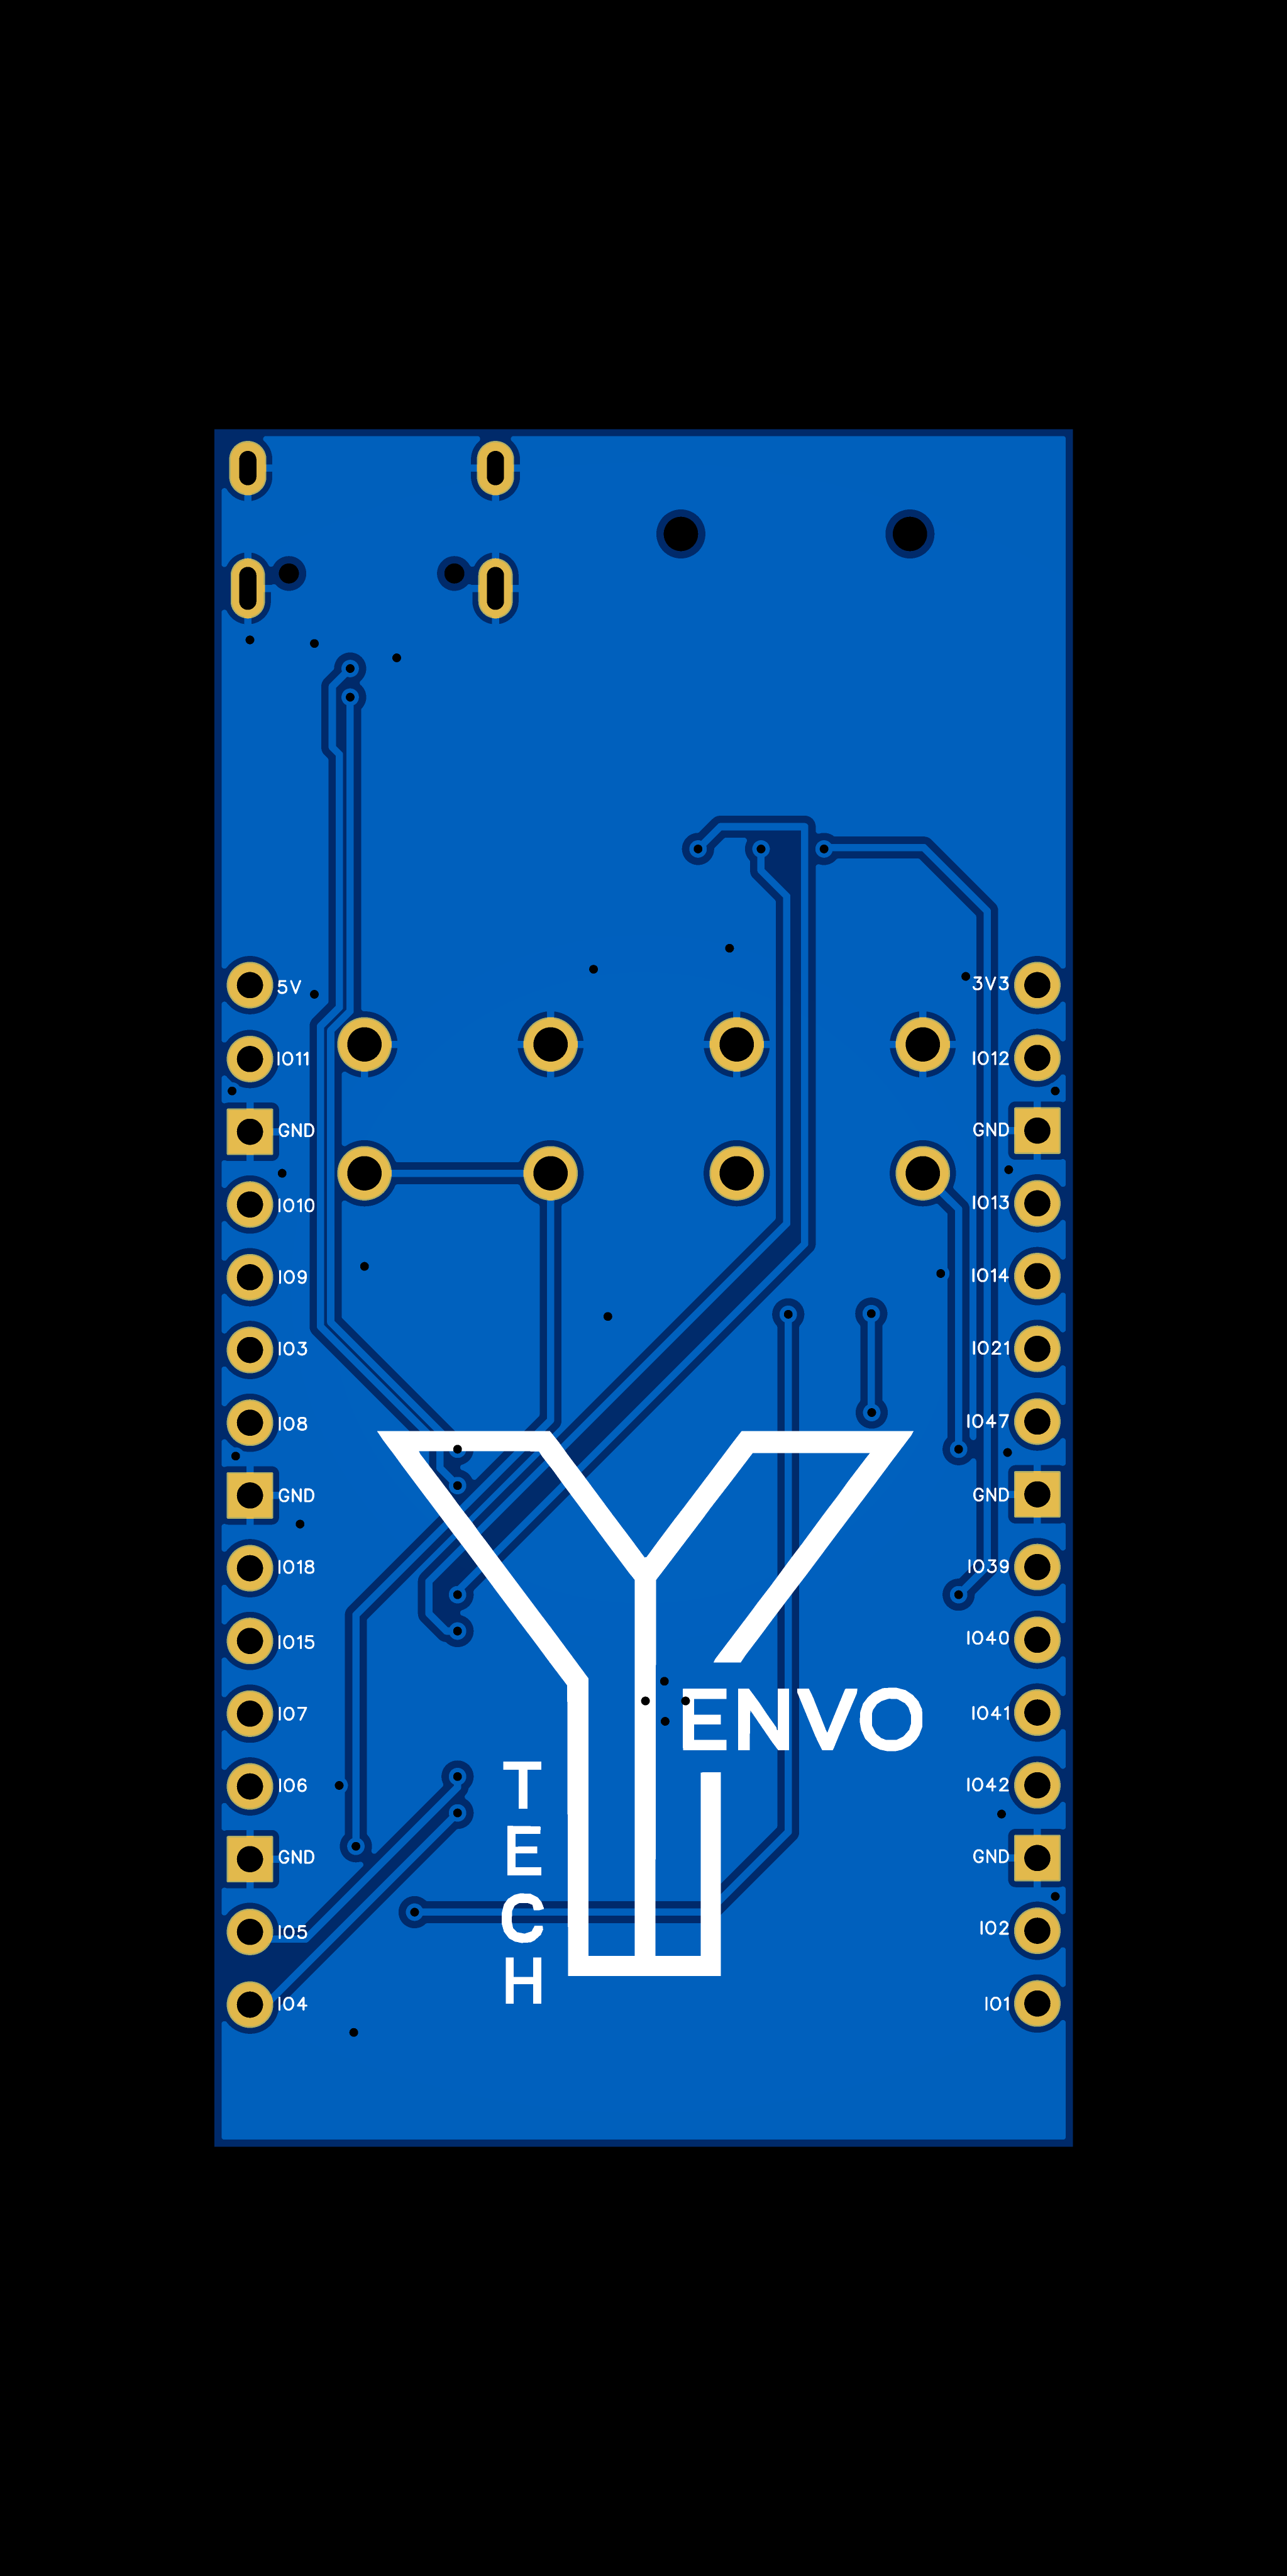 5V
3V3
IO11
IO12
GND
GND
IO10
IO13
IO9
IO14
IO3
IO21
IO8
IO47
GND
GND
IO18
IO39
IO15
IO40
IO7
IO41
YENVO
IO6
IO42
TECH
GND
GND
IO5
IO2
IO4
IO1